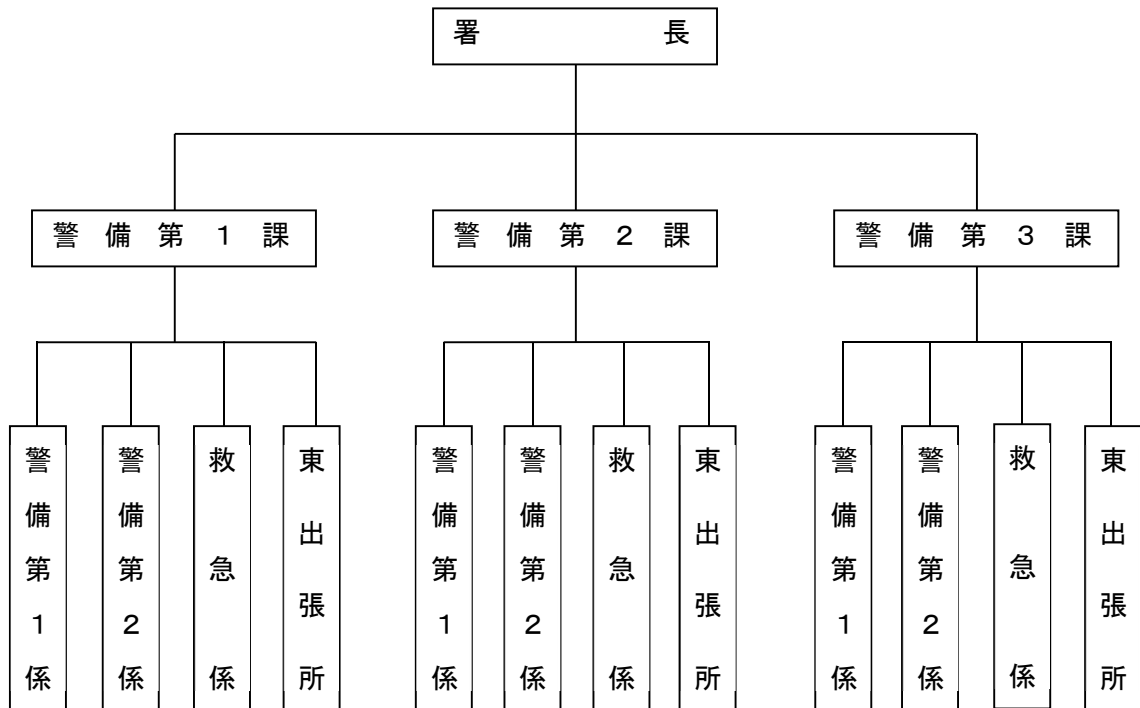 署長
警備第１課
警備第２課
警備第３課
警備第１係
警備第２係
救急係
東出張所
警備第１係
警備第２係
救急係
東出張所
警備第１係
警備第２係
救急係
東出張所